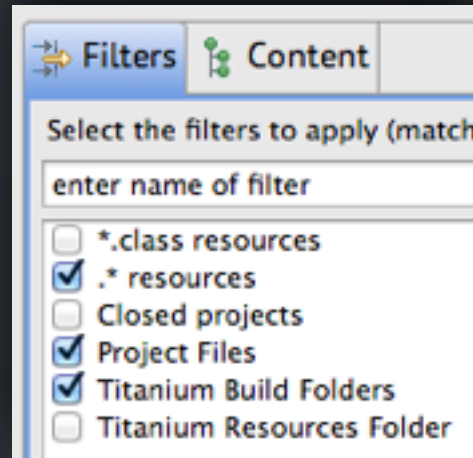 Filters Content
Select the filters to apply (match
enter name of filter
*.class resources
.* resources
Closed projects
Project Files
Titanium Build Folders
Titanium Resources Folder